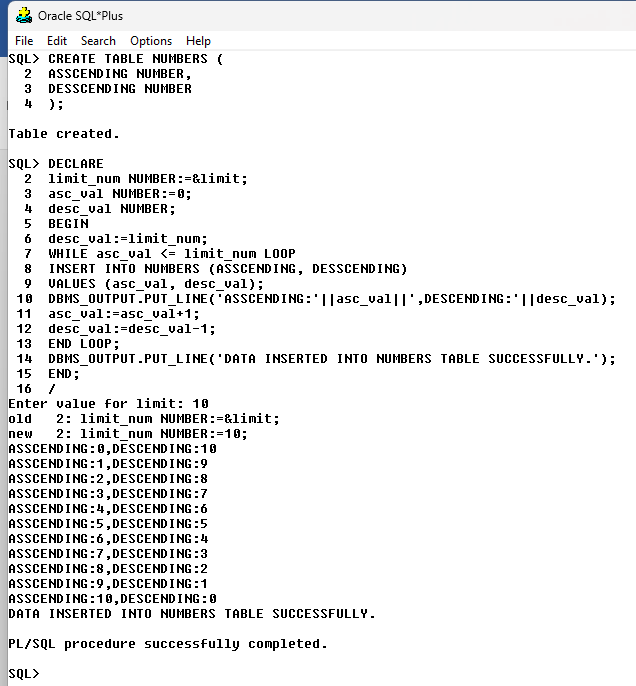 Oracle SQL*Plus
File Edit Search Options Help
SQL> CREATE TABLE NUMBERS (
  2  ASSCENDING NUMBER,
  3  DESSCENDING NUMBER
  4  );

Table created.

SQL> DECLARE
  2  limit_num NUMBER:=&limit;
  3  asc_val NUMBER:=0;
  4  desc_val NUMBER;
  5  BEGIN
  6  desc_val:=limit_num;
  7  WHILE asc_val <= limit_num LOOP
  8  INSERT INTO NUMBERS (ASSCENDING, DESSCENDING)
  9  VALUES (asc_val, desc_val);
 10  DBMS_OUTPUT.PUT_LINE('ASSCENDING:'||asc_val||',DESCENDING:'||desc_val);
 11  asc_val:=asc_val+1;
 12  desc_val:=desc_val-1;
 13  END LOOP;
 14  DBMS_OUTPUT.PUT_LINE('DATA INSERTED INTO NUMBERS TABLE SUCCESSFULLY.');
 15  END;
 16  /
Enter value for limit: 10
old   2: limit_num NUMBER:=&limit;
new   2: limit_num NUMBER:=10;
ASSCENDING:0,DESCENDING:10
ASSCENDING:1,DESCENDING:9
ASSCENDING:2,DESCENDING:8
ASSCENDING:3,DESCENDING:7
ASSCENDING:4,DESCENDING:6
ASSCENDING:5,DESCENDING:5
ASSCENDING:6,DESCENDING:4
ASSCENDING:7,DESCENDING:3
ASSCENDING:8,DESCENDING:2
ASSCENDING:9,DESCENDING:1
ASSCENDING:10,DESCENDING:0
DATA INSERTED INTO NUMBERS TABLE SUCCESSFULLY.

PL/SQL procedure successfully completed.

SQL>